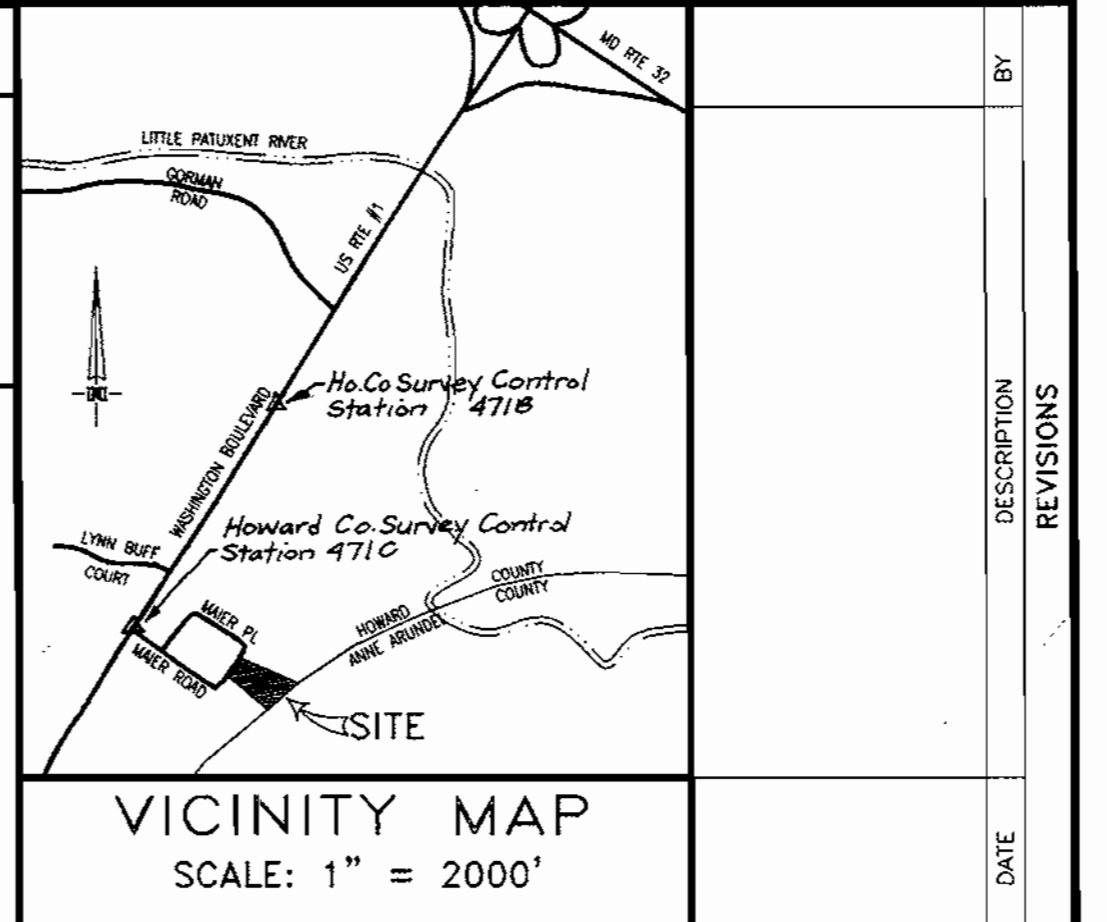 MD RTE 32
LITTLE PATUXENT RIVER
GORMAN
ROAD
US RTE #1
Ho.Co Survey Control
Station 471B
WASHINGTON BOULEVARD
Howard Co. Survey Control
Station 471C
LYNN BUFF
COURT
MAIER PL
MAIER ROAD
HOWARD COUNTY
ANNE ARUNDEL COUNTY
SITE
VICINITY MAP
SCALE: 1" = 2000'
BY
DESCRIPTION
DATE
REVISIONS